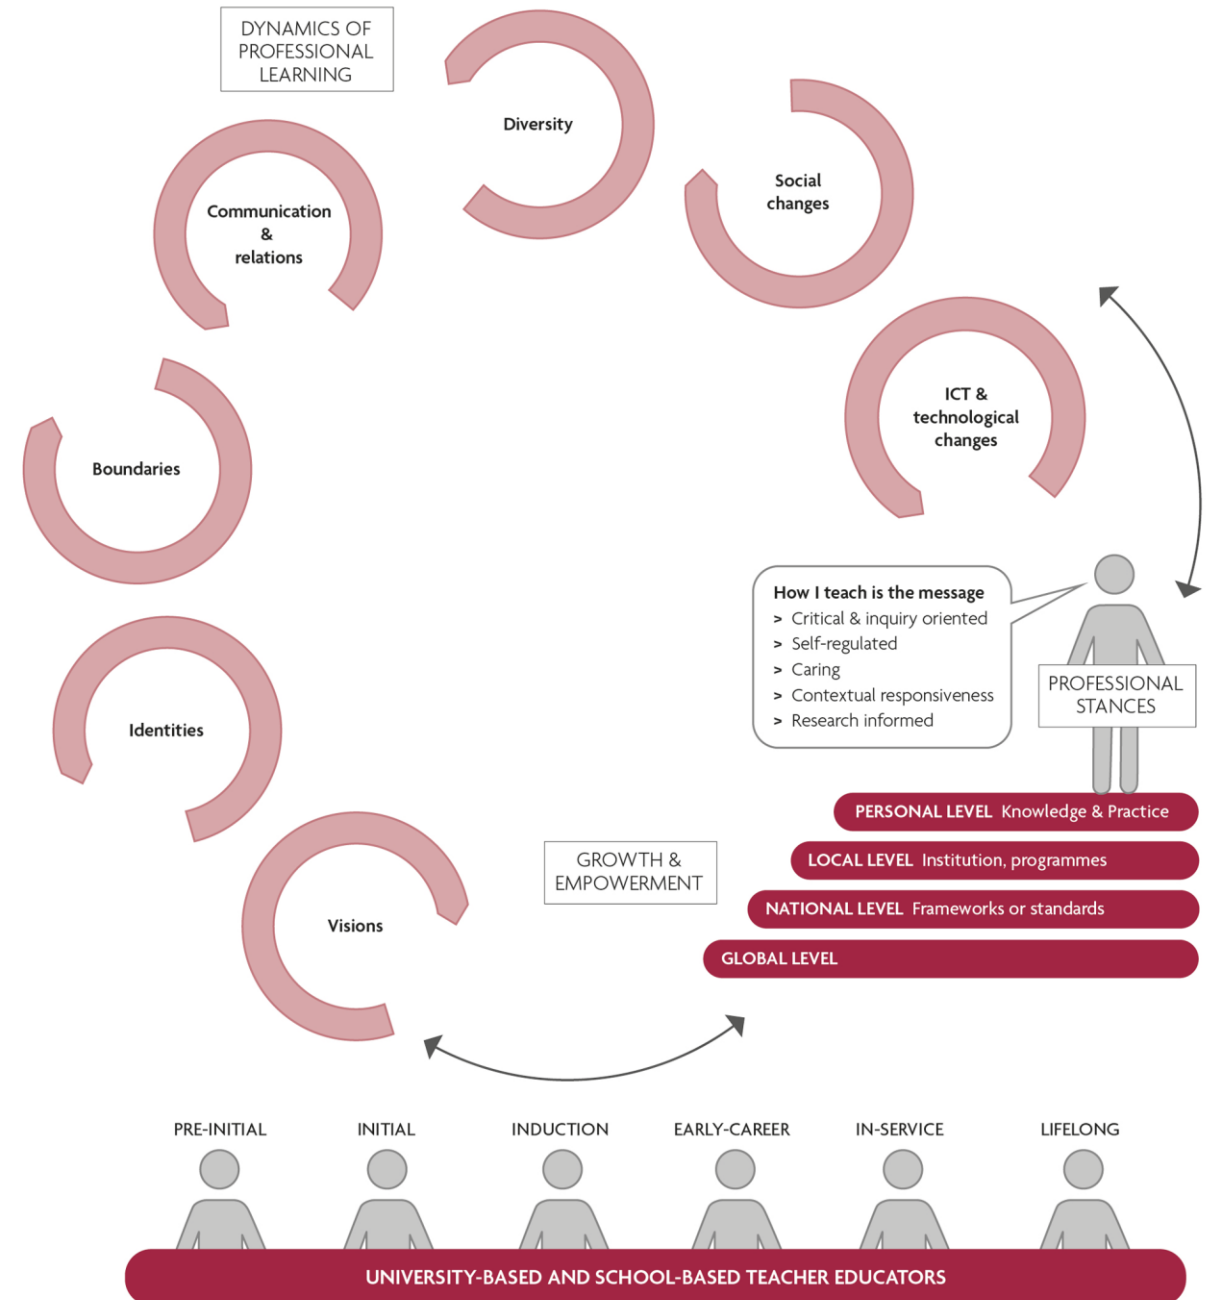 DYNAMICS OF
PROFESSIONAL
LEARNING
Diversity
Social
changes
Communication
&
relations
ICT &
technological
changes
Boundaries
Identities
Visions
How I teach is the message
> Critical & inquiry oriented
> Self-regulated
> Caring
> Contextual responsiveness
> Research informed
PROFESSIONAL
STANCES
GROWTH &
EMPOWERMENT
PERSONAL LEVEL Knowledge & Practice
LOCAL LEVEL Institution, programmes
NATIONAL LEVEL Frameworks or standards
GLOBAL LEVEL
PRE-INITIAL INITIAL INDUCTION EARLY-CAREER IN-SERVICE LIFELONG
UNIVERSITY-BASED AND SCHOOL-BASED TEACHER EDUCATORS